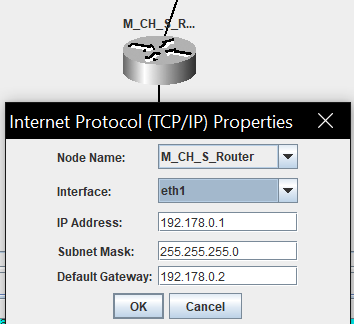 M_CH_S_R...
Internet Protocol (TCP/IP) Properties
Node Name: M_CH_S_Router
Interface: eth1
IP Address: 192.178.0.1
Subnet Mask: 255.255.255.0
Default Gateway: 192.178.0.2
OK Cancel